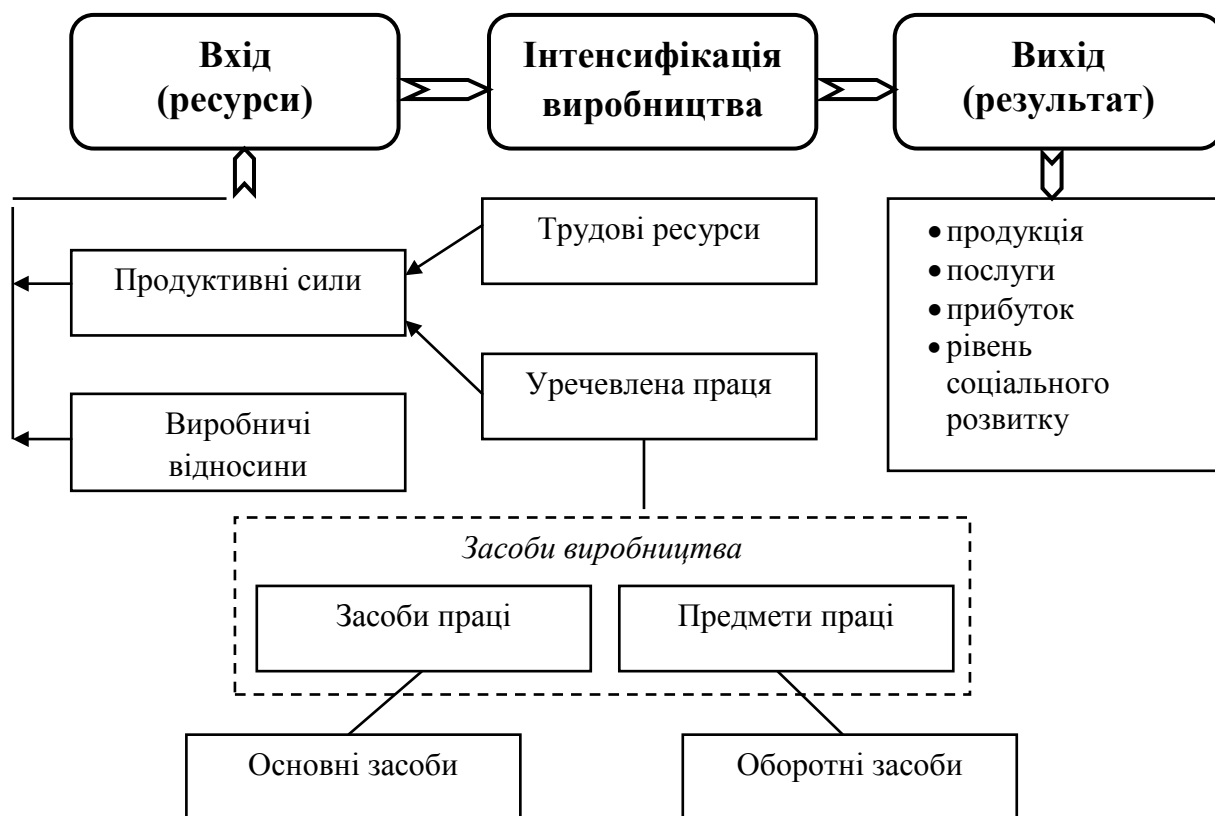 Вхід
(ресурси)
Інтенсифікація
виробництва
Вихід
(результат)
Трудові ресурси
Продуктивні сили
Уречевлена праця
Виробничі
відносини
• продукція
• послуги
• прибуток
• рівень
соціального
розвитку
Засоби виробництва
Засоби праці
Предмети праці
Основні засоби
Оборотні засоби